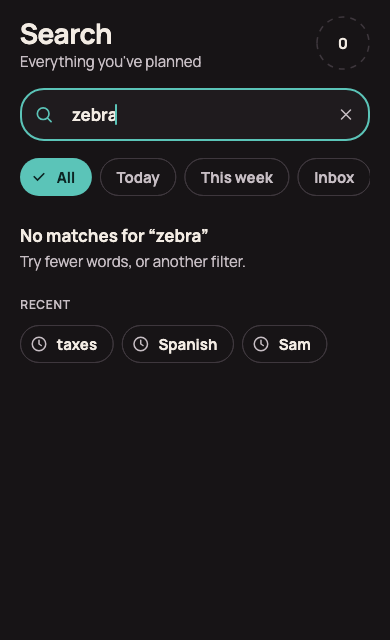 Search
Everything you've planned
0
zebra
All
Today
This week
Inbox
No matches for “zebra”
Try fewer words, or another filter.
RECENT
taxes
Spanish
Sam